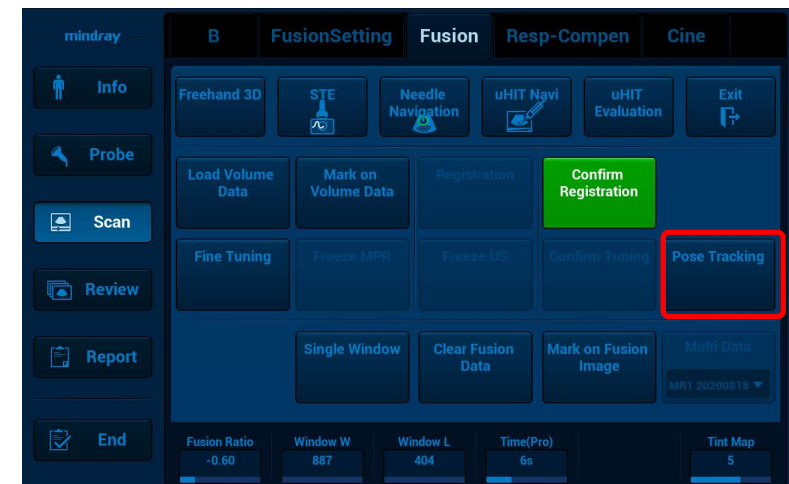 mindray
B FusionSetting Fusion Resp-Compen Cine
Info
Freehand 3D
STE
Needle
Navigation
uHIT Navi
uHIT
Evaluation
Exit
Probe
Load Volume
Data
Mark on
Volume Data
Registration
Confirm
Registration
Scan
Fine Tuning
Freeze MPR
Freeze US
Confirm Tuning
Pose Tracking
Review
Report
Single Window
Clear Fusion
Data
Mark on Fusion
Image
Multi Data
MR1 20200818
End
Fusion Ratio
-0.60
Window W
887
Window L
404
Time(Pro)
6s
Tint Map
5